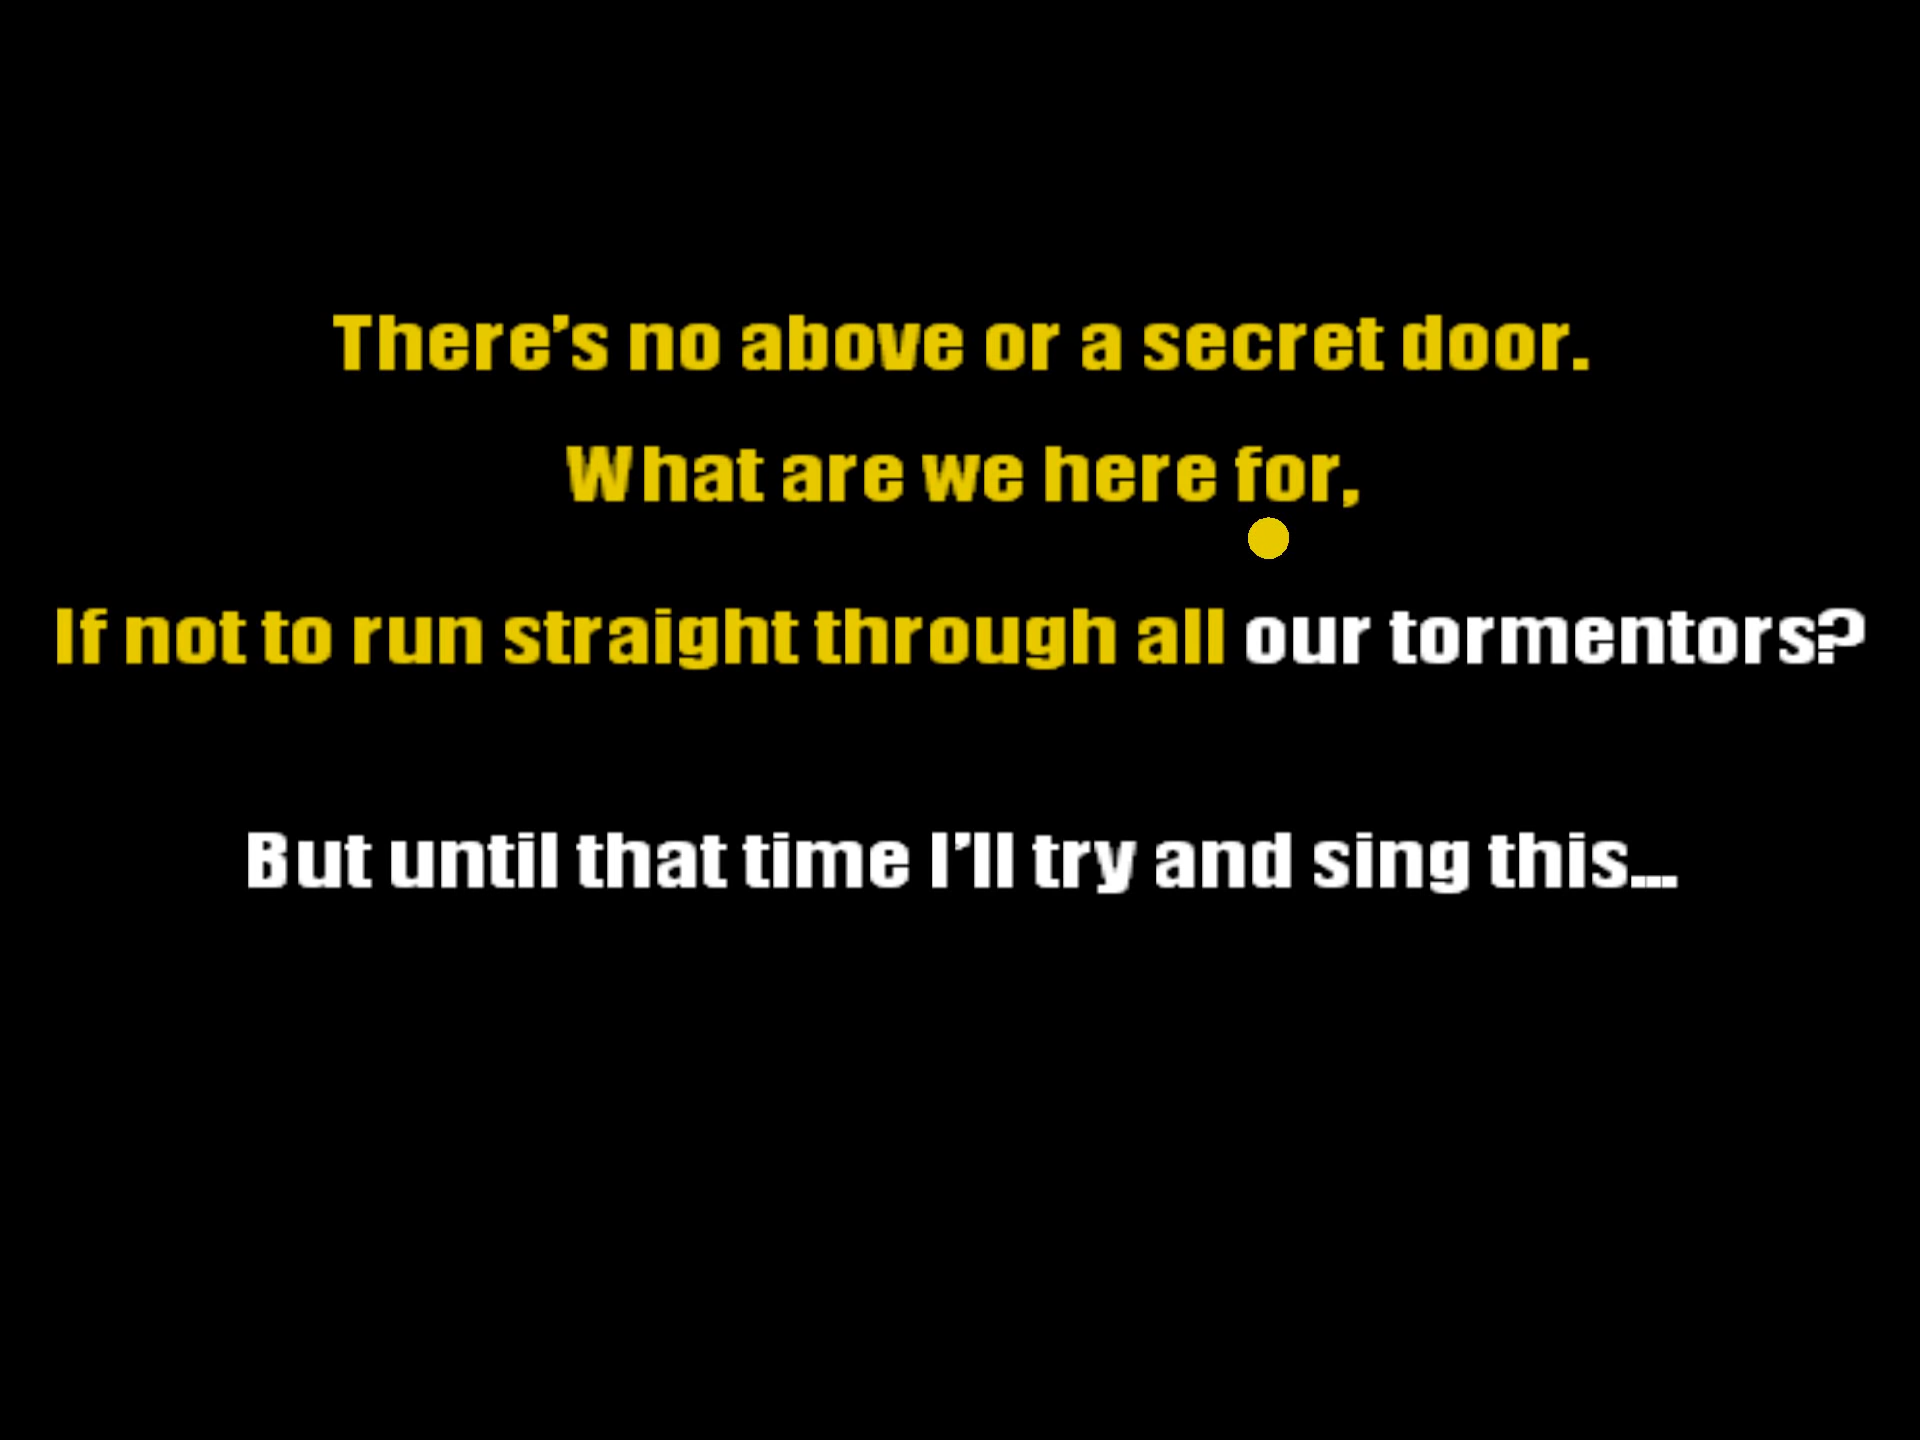 There’s no above or a secret door.
What are we here for,
If not to run straight through all our tormentors?
But until that time I’ll try and sing this...